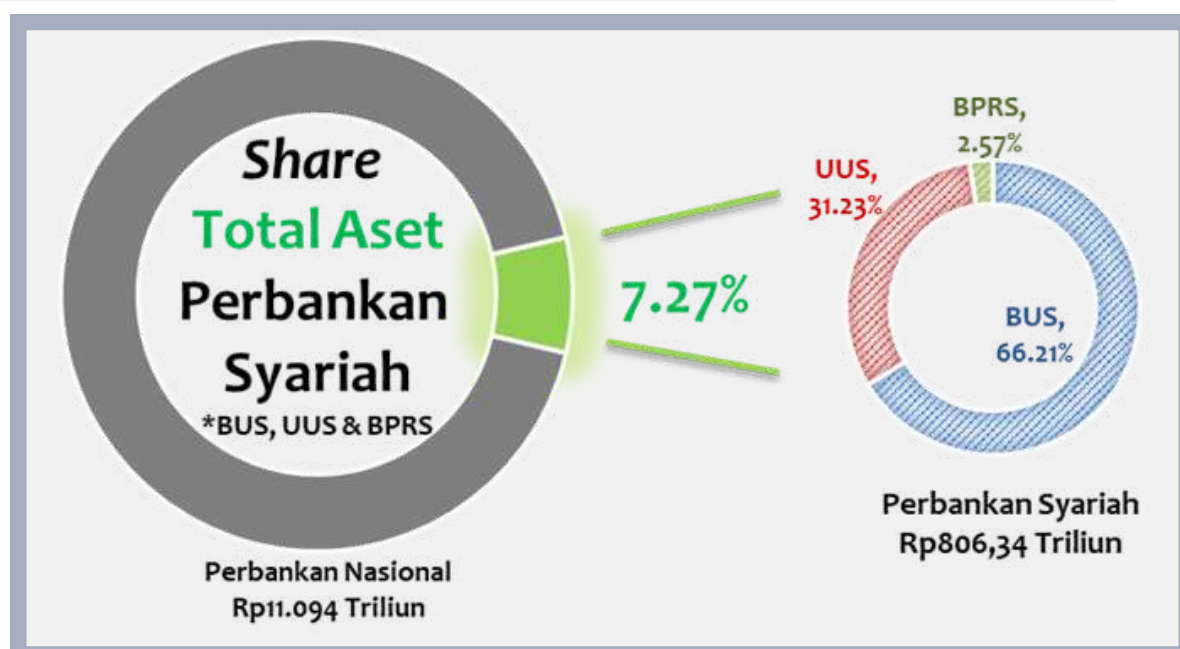 Share
Total Aset
Perbankan
Syariah
*BUS, UUS & BPRS
Perbankan Nasional
Rp11.094 Triliun
7.27%
BPRS,
2.57%
UUS,
31.23%
BUS,
66.21%
Perbankan Syariah
Rp806,34 Triliun